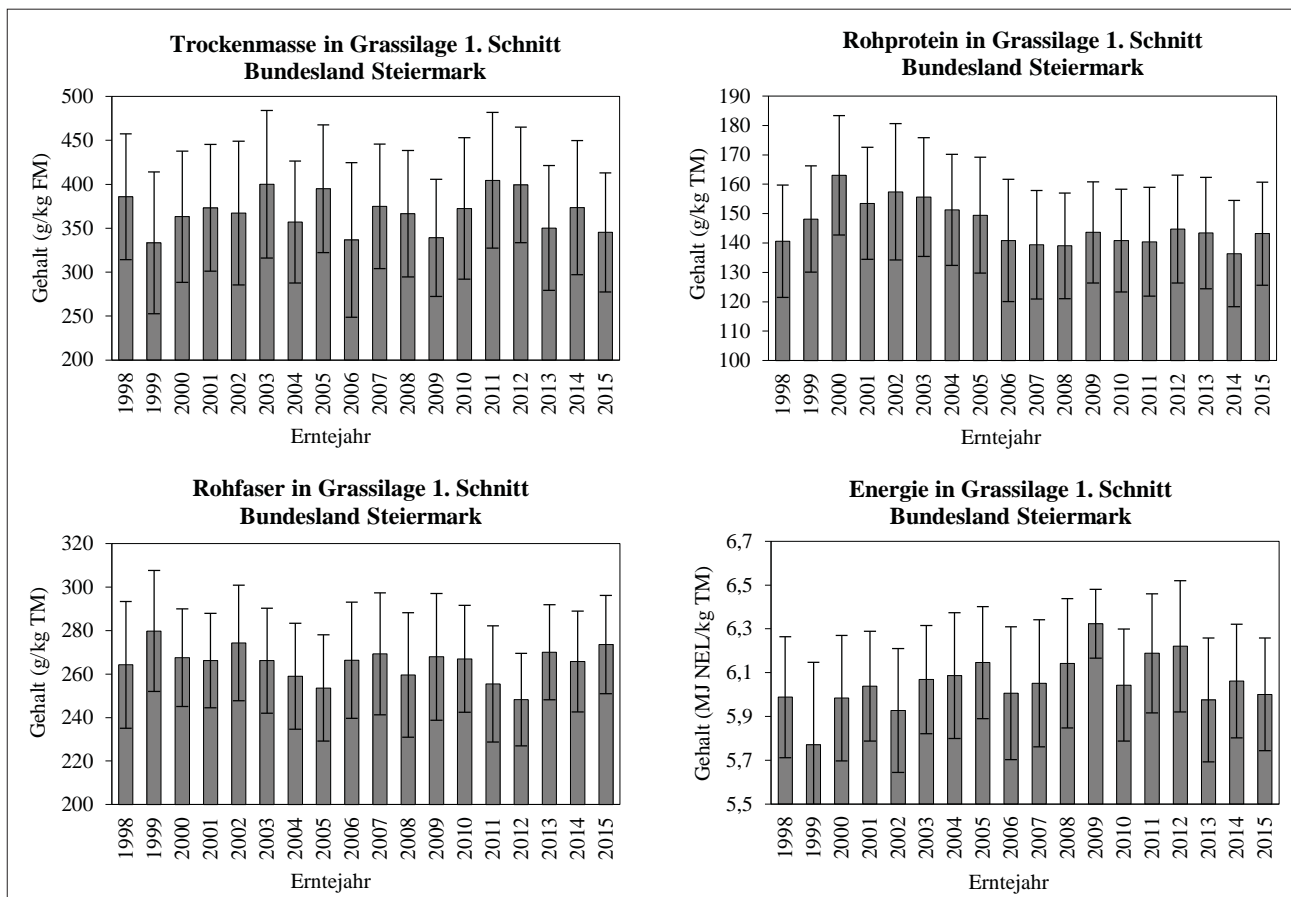 Trockenmasse in Grassilage 1. Schnitt
Bundesland Steiermark
Gehalt (g/kg FM)
500
450
400
350
300
250
200
1998 1999 2000 2001 2002 2003 2004 2005 2006 2007 2008 2009 2010 2011 2012 2013 2014 2015
Erntejahr
Rohprotein in Grassilage 1. Schnitt
Bundesland Steiermark
Gehalt (g/kg TM)
190
180
170
160
150
140
130
120
110
100
1998 1999 2000 2001 2002 2003 2004 2005 2006 2007 2008 2009 2010 2011 2012 2013 2014 2015
Erntejahr
Rohfaser in Grassilage 1. Schnitt
Bundesland Steiermark
Gehalt (g/kg TM)
320
300
280
260
240
220
200
1998 1999 2000 2001 2002 2003 2004 2005 2006 2007 2008 2009 2010 2011 2012 2013 2014 2015
Erntejahr
Energie in Grassilage 1. Schnitt
Bundesland Steiermark
Gehalt (MJ NEL/kg TM)
6,7
6,5
6,3
6,1
5,9
5,7
5,5
1998 1999 2000 2001 2002 2003 2004 2005 2006 2007 2008 2009 2010 2011 2012 2013 2014 2015
Erntejahr